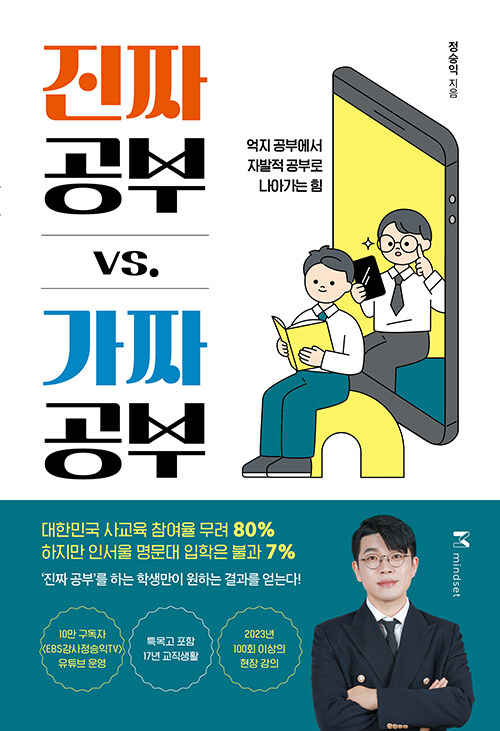 진짜
공부
vs.
가짜
공부
정승익 지음
억지 공부에서
자발적 공부로
나아가는 힘
대한민국 사교육 참여율 무려 80%
하지만 인서울 명문대 입학은 불과 7%
'진짜 공부'를 하는 학생만이 원하는 결과를 얻는다!
10만 구독자
〈EBS강사정승익TV〉
유튜브 운영
특목고 포함
17년 교직생활
2023년
100회 이상의
현장 강의
mindset